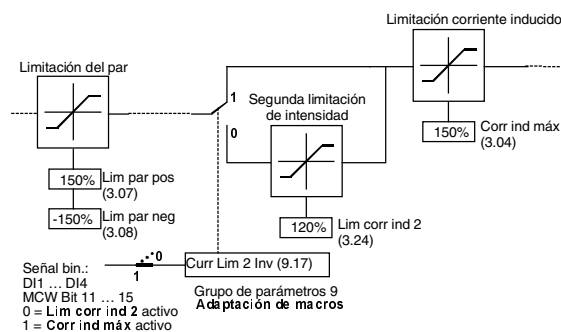 Limitación corriente inducido
Limitación del par
Segunda limitación
de intensidad
1
0
150%
Corr ind máx
(3.04)
150%
Lim par pos
(3.07)
-150%
Lim par neg
(3.08)
120%
Lim corr ind 2
(3.24)
0
1
Curr Lim 2 Inv (9.17)
Señal bin.:
DI1 ... DI4
MCW Bit 11 ... 15
0 = Lim corr ind 2 activo
1 = Corr ind máx activo
Grupo de parámetros 9
Adaptación de macros